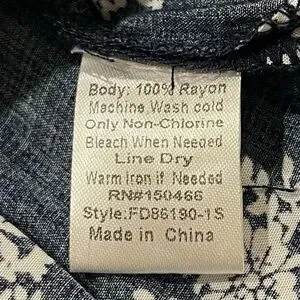 Body: 100% Rayon
Machine Wash cold
Only Non-Chlorine
Bleach When Needed
Line Dry
Warm Iron if Needed
RN#150466
Style:FD86190-1S
Made in China